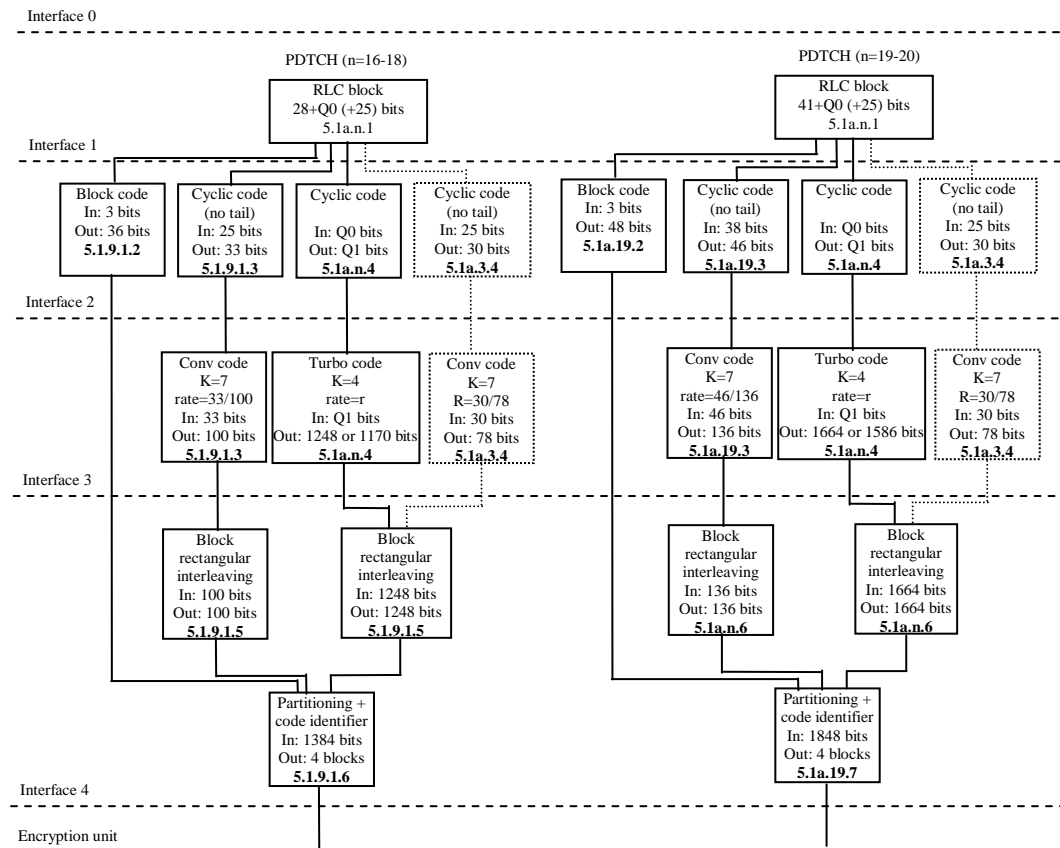 Interface 0
PDTCH (n=16-18)
RLC block
28+Q0 (+25) bits
5.1a.n.1
PDTCH (n=19-20)
RLC block
41+Q0 (+25) bits
5.1a.n.1
Interface 1
Block code
In: 3 bits
Out: 36 bits
5.1.9.1.2
Cyclic code
(no tail)
In: 25 bits
Out: 33 bits
5.1.9.1.3
Cyclic code
In: Q0 bits
Out: Q1 bits
5.1a.n.4
Cyclic code
(no tail)
In: 25 bits
Out: 30 bits
5.1a.3.4
Block code
In: 3 bits
Out: 48 bits
5.1a.19.2
Cyclic code
(no tail)
In: 38 bits
Out: 46 bits
5.1a.19.3
Cyclic code
In: Q0 bits
Out: Q1 bits
5.1a.n.4
Cyclic code
(no tail)
In: 25 bits
Out: 30 bits
5.1a.3.4
Interface 2
Conv code
K=7
rate=33/100
In: 33 bits
Out: 100 bits
5.1.9.1.3
Turbo code
K=4
rate=r
In: Q1 bits
Out: 1248 or 1170 bits
5.1a.n.4
Conv code
K=7
R=30/78
In: 30 bits
Out: 78 bits
5.1a.3.4
Conv code
K=7
rate=46/136
In: 46 bits
Out: 136 bits
5.1a.19.3
Turbo code
K=4
rate=r
In: Q1 bits
Out: 1664 or 1586 bits
5.1a.n.4
Conv code
K=7
R=30/78
In: 30 bits
Out: 78 bits
5.1a.3.4
Interface 3
Block
rectangular
interleaving
In: 100 bits
Out: 100 bits
5.1.9.1.5
Block
rectangular
interleaving
In: 1248 bits
Out: 1248 bits
5.1.9.1.5
Block
rectangular
interleaving
In: 136 bits
Out: 136 bits
5.1a.n.6
Block
rectangular
interleaving
In: 1664 bits
Out: 1664 bits
5.1a.n.6
Partitioning +
code identifier
In: 1384 bits
Out: 4 blocks
5.1.9.1.6
Partitioning +
code identifier
In: 1848 bits
Out: 4 blocks
5.1a.19.7
Interface 4
Encryption unit